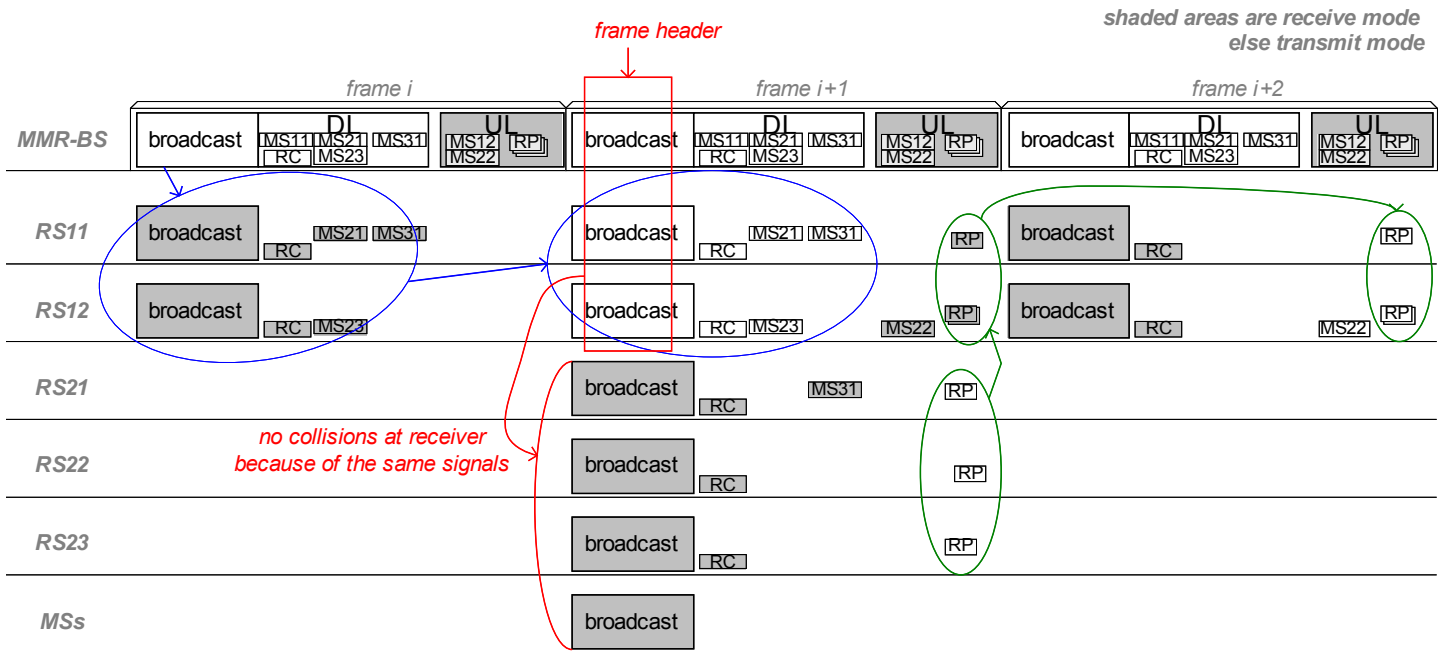 shaded areas are receive mode
else transmit mode
frame header
frame i
frame i+1
frame i+2
MMR-BS
broadcast
DL
MS11 MS21 MS31
RC MS23
UL
MS12 RP
MS22
broadcast
DL
MS11 MS21 MS31
RC MS23
UL
MS12 RP
MS22
broadcast
DL
MS11 MS21 MS31
RC MS23
UL
MS12 RP
MS22
RS11
broadcast
MS21 MS31
RC
broadcast
MS21 MS31
RC
RP
broadcast
RC
RP
RS12
broadcast
RC MS23
broadcast
RC MS23
MS22
RP
broadcast
RC
MS22
RP
RS21
broadcast
RC
MS31
RP
no collisions at receiver
because of the same signals
RS22
broadcast
RC
RP
RS23
broadcast
RC
RP
MSs
broadcast